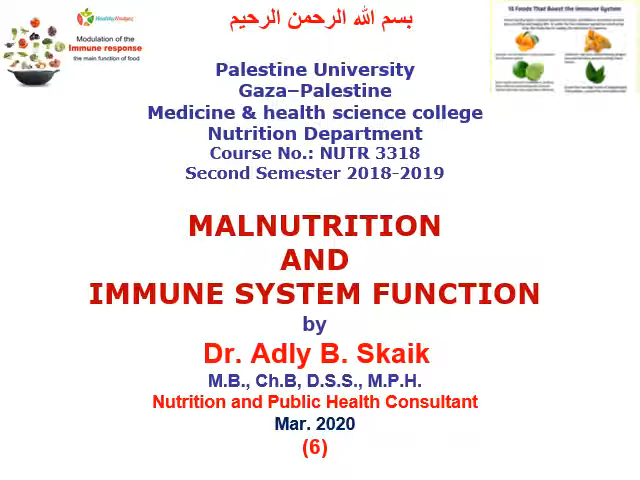 HealthyHedgez
Modulation of the
Immune response
the main function of food
بسم الله الرحمن الرحيم
15 Foods That Boost the Immune System
Palestine University
Gaza–Palestine
Medicine & health science college
Nutrition Department
Course No.: NUTR 3318
Second Semester 2018-2019
MALNUTRITION
AND
IMMUNE SYSTEM FUNCTION
by
Dr. Adly B. Skaik
M.B., Ch.B, D.S.S., M.P.H.
Nutrition and Public Health Consultant
Mar. 2020
(6)